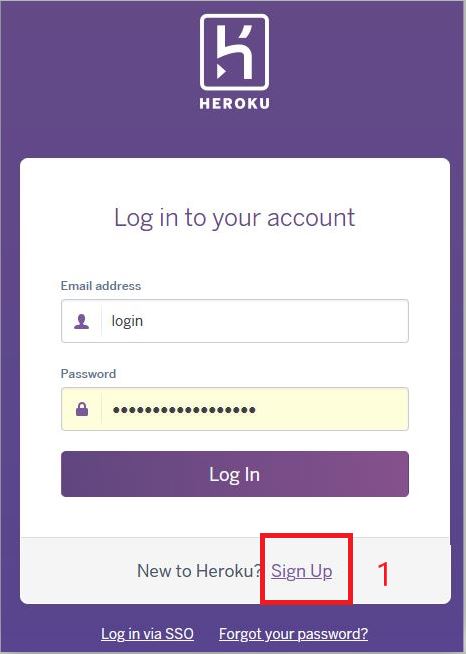 HEROKU
Log in to your account
Email address
login
Password
••••••••••••••••••
Log In
New to Heroku? Sign Up 1
Log in via SSO Forgot your password?